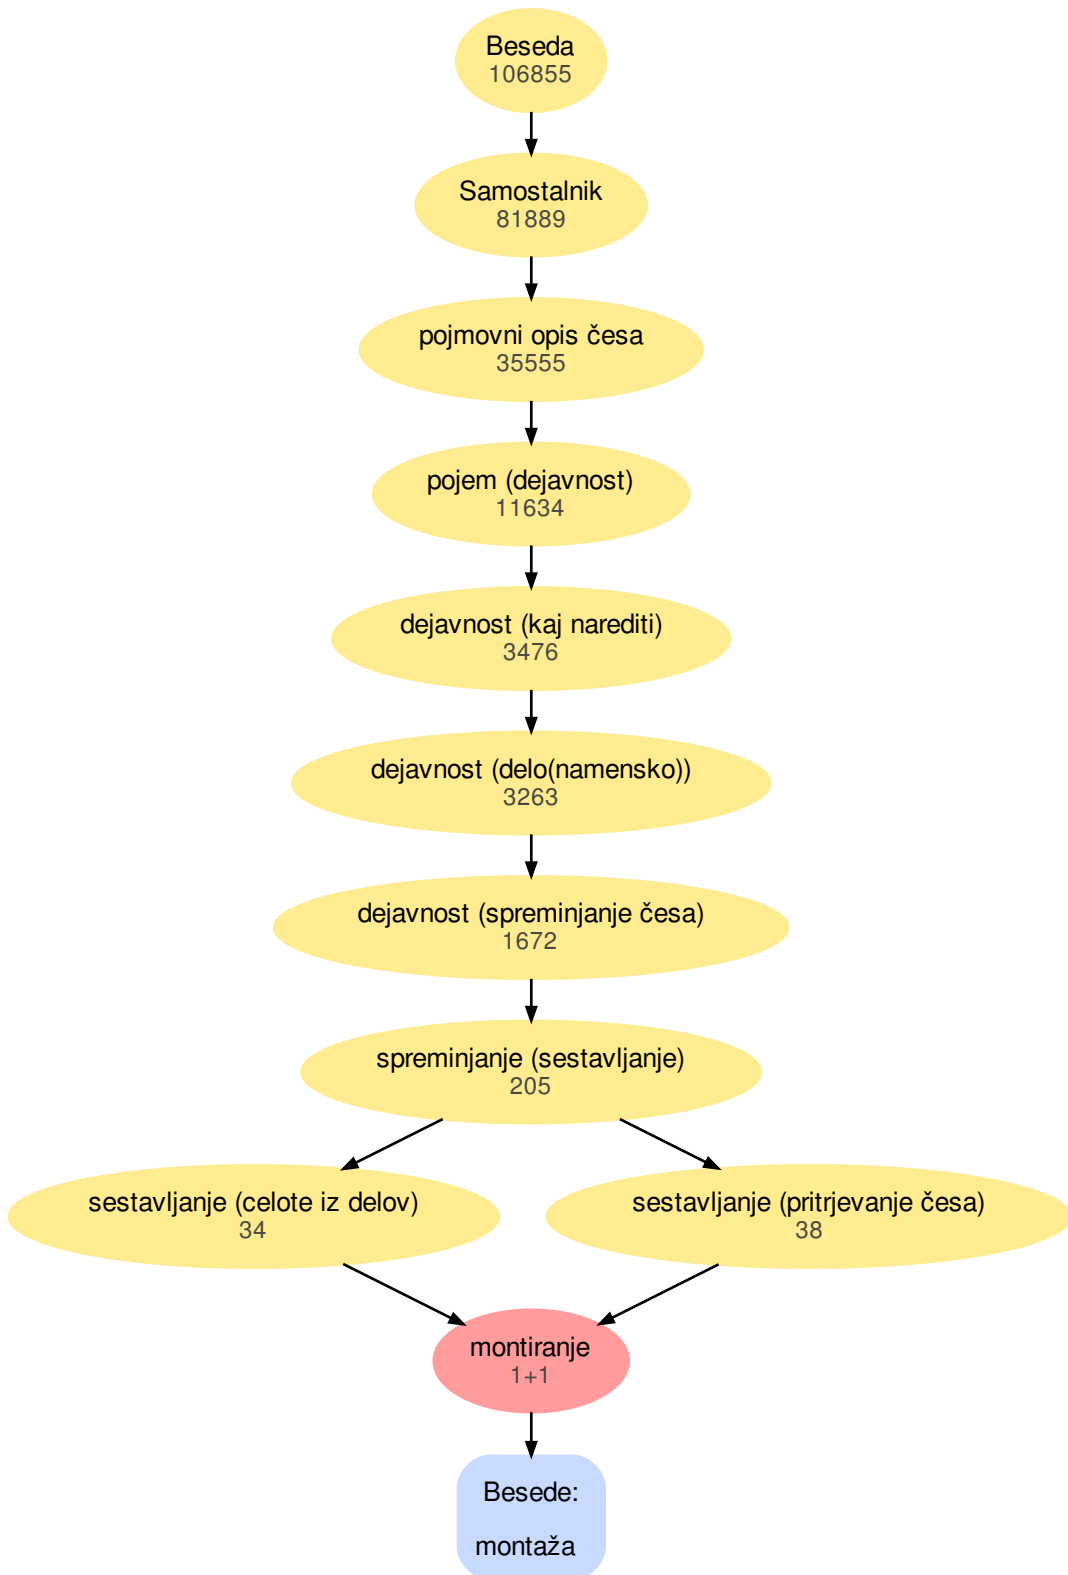 Beseda
106855
Samostalnik
81889
pojmovni opis česa
35555
pojem (dejavnost)
11634
dejavnost (kaj narediti)
3476
dejavnost (delo(namensko))
3263
dejavnost (spreminjanje česa)
1672
spreminjanje (sestavljanje)
205
sestavljanje (celote iz delov)
34
sestavljanje (pritrjevanje česa)
38
montiranje
1+1
Besede:
montaža